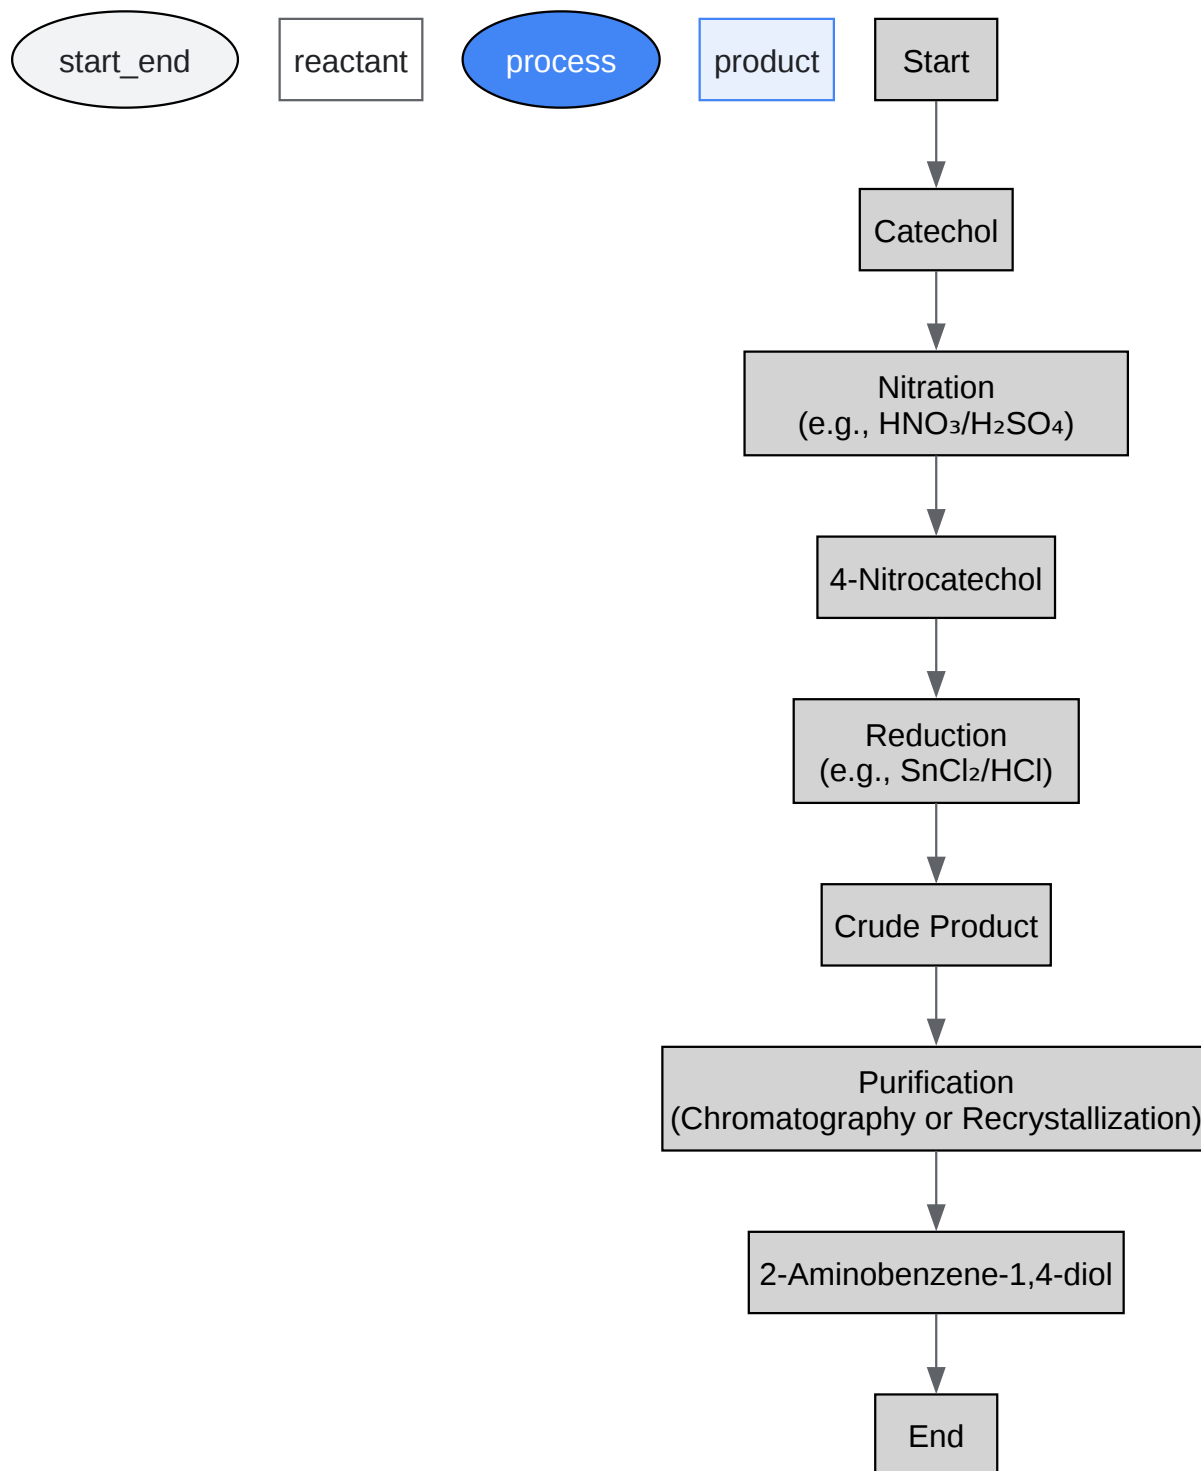 start_end
reactant
process
product
Start
Catechol
Nitration
(e.g., HNO₃/H₂SO₄)
4-Nitrocatechol
Reduction
(e.g., SnCl₂/HCl)
Crude Product
Purification
(Chromatography or Recrystallization)
2-Aminobenzene-1,4-diol
End